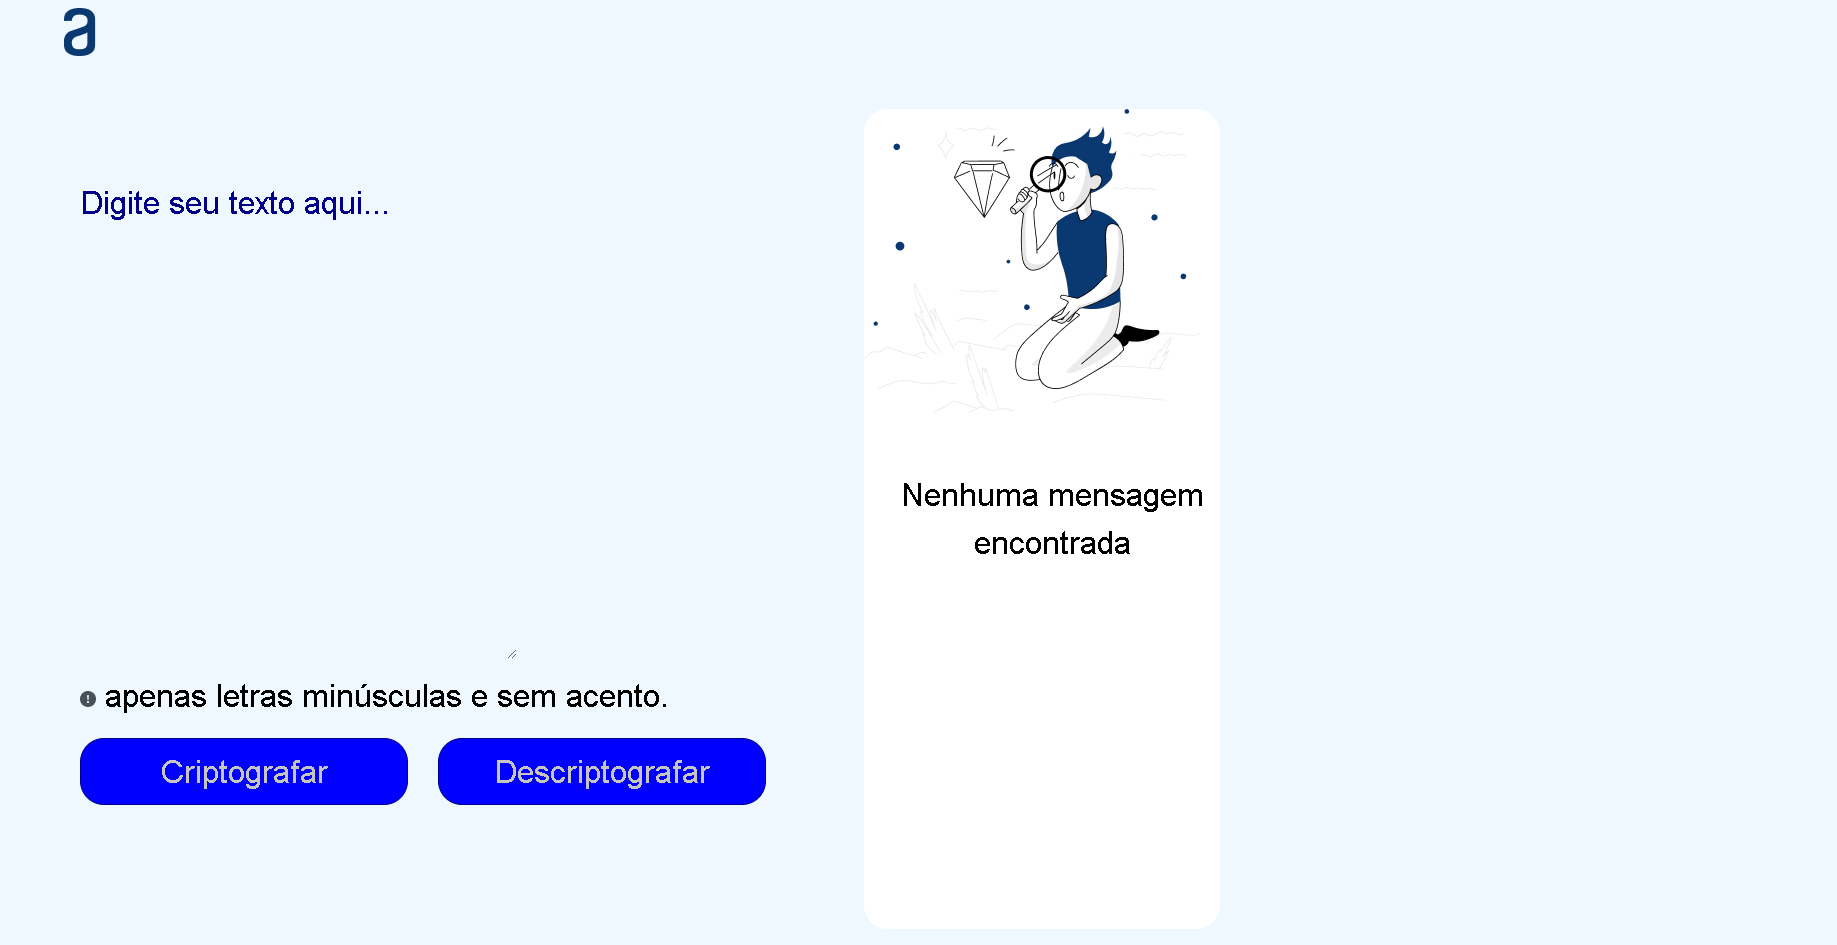 a
Digite seu texto aqui...
Nenhuma mensagem
encontrada
apenas letras minúsculas e sem acento.
Criptografar
Descriptografar